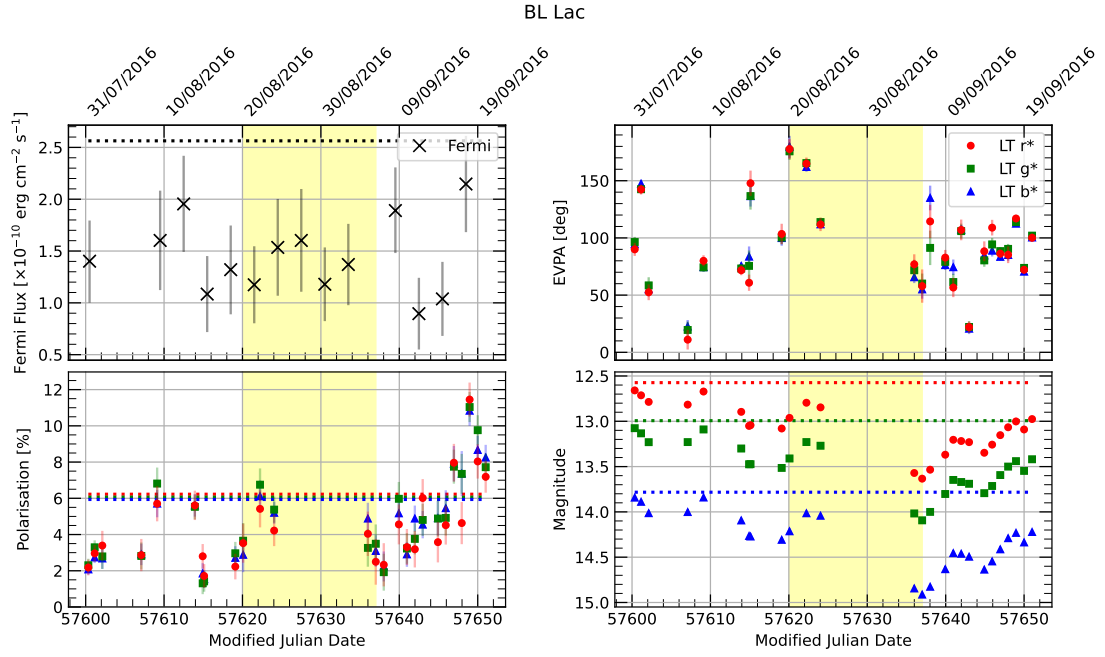 BL Lac
31/07/2016 10/08/2016 20/08/2016 30/08/2016 09/09/2016 19/09/2016
31/07/2016 10/08/2016 20/08/2016 30/08/2016 09/09/2016 19/09/2016
Fermi Flux [×10⁻¹⁰ erg cm⁻² s⁻¹]
2.5
2.0
1.5
1.0
0.5
Fermi
EVPA [deg]
150
100
50
0
LT r*
LT g*
LT b*
Polarisation [%]
12
10
8
6
4
2
0
57600 57610 57620 57630 57640 57650
Modified Julian Date
Magnitude
12.5
13.0
13.5
14.0
14.5
15.0
57600 57610 57620 57630 57640 57650
Modified Julian Date